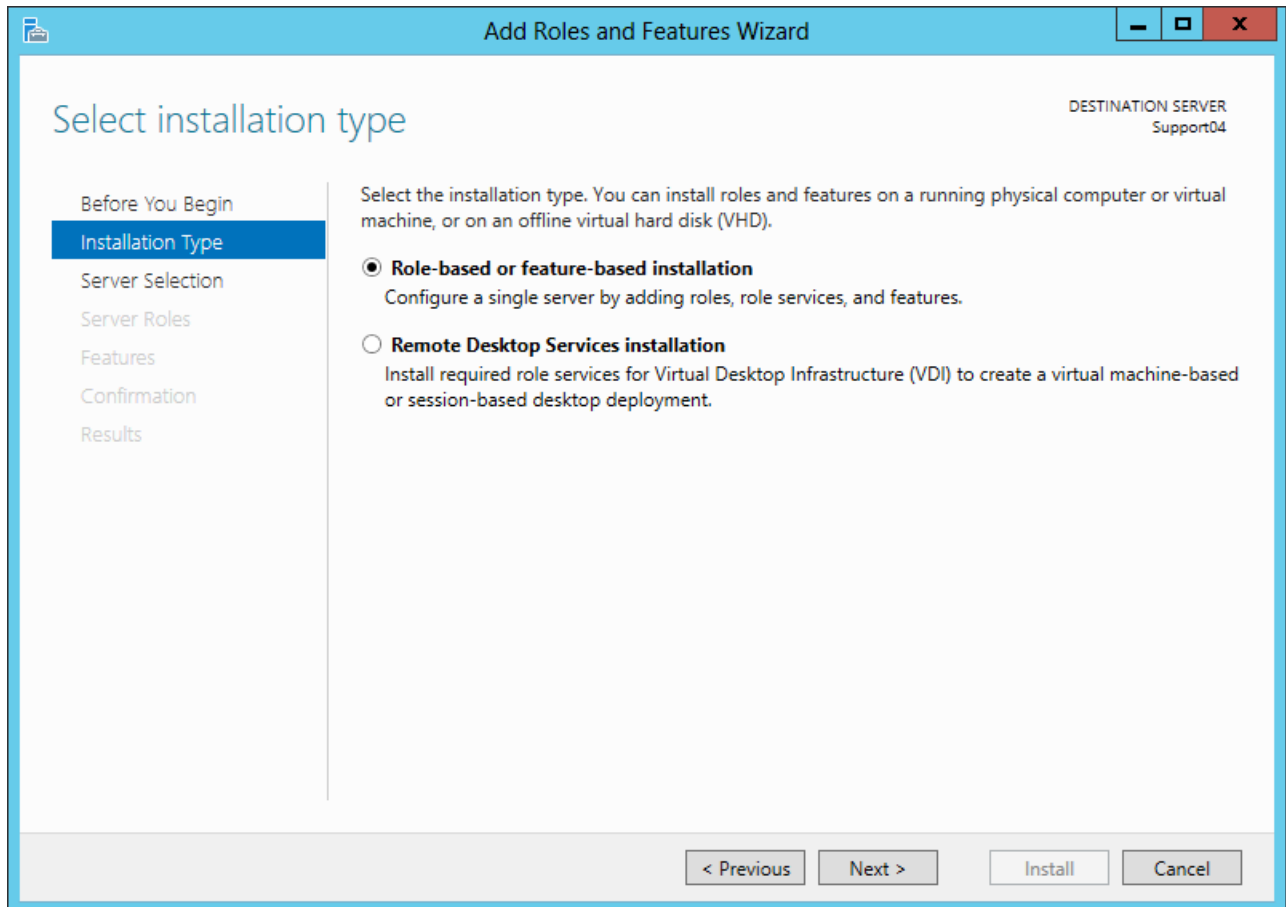 Add Roles and Features Wizard
x
Select installation type
DESTINATION SERVER
Support04
Before You Begin
Installation Type
Server Selection
Server Roles
Features
Confirmation
Results
Select the installation type. You can install roles and features on a running physical computer or virtual
machine, or on an offline virtual hard disk (VHD).
Role-based or feature-based installation
Configure a single server by adding roles, role services, and features.
Remote Desktop Services installation
Install required role services for Virtual Desktop Infrastructure (VDI) to create a virtual machine-based
or session-based desktop deployment.
< Previous
Next >
Install
Cancel